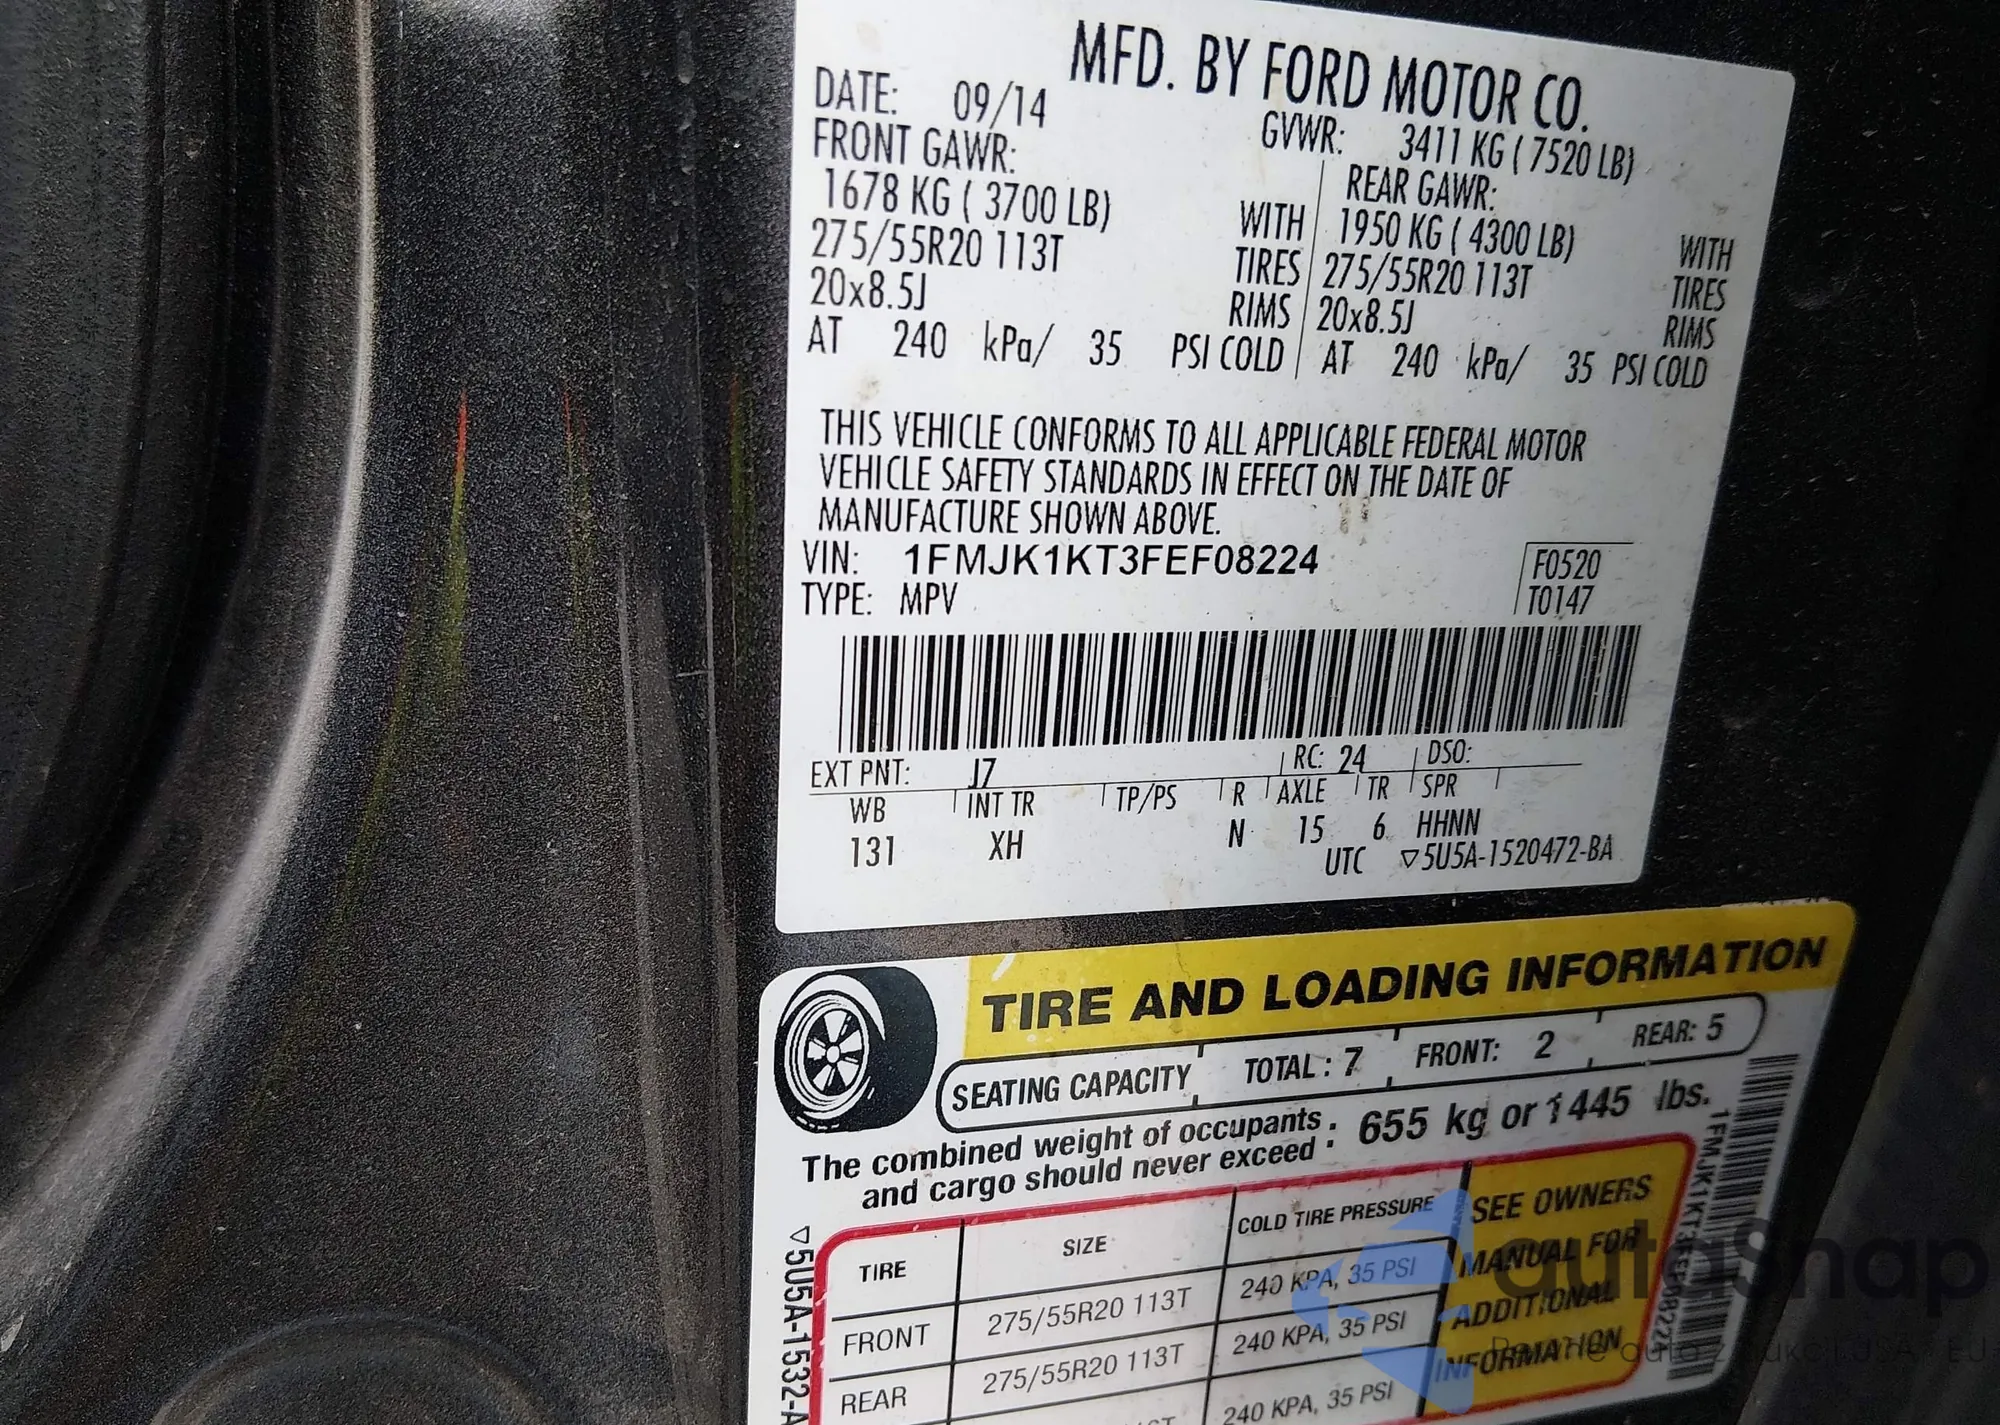 MFD. BY FORD MOTOR CO.
DATE: 09/14 GVWR: 3411 KG ( 7520 LB)
FRONT GAWR: REAR GAWR:
1678 KG ( 3700 LB) WITH 1950 KG ( 4300 LB) WITH
275/55R20 113T TIRES 275/55R20 113T TIRES
20x8.5J RIMS 20x8.5J RIMS
AT 240 kPa/ 35 PSI COLD AT 240 kPa/ 35 PSI COLD
THIS VEHICLE CONFORMS TO ALL APPLICABLE FEDERAL MOTOR
VEHICLE SAFETY STANDARDS IN EFFECT ON THE DATE OF
MANUFACTURE SHOWN ABOVE.
VIN: 1FMJK1KT3FEF08224 F0520
TYPE: MPV T0147
EXT PNT: J7 RC: 24 DSO:
WB INT TR TP/PS R AXLE TR SPR
131 XH N 15 6 HHNN
UTC ▽5U5A-1520472-BA
TIRE AND LOADING INFORMATION
SEATING CAPACITY TOTAL : 7 FRONT: 2 REAR: 5
The combined weight of occupants : 655 kg or 1445 lbs.
and cargo should never exceed :
TIRE SIZE COLD TIRE PRESSURE
FRONT 275/55R20 113T 240 KPA, 35 PSI
REAR 275/55R20 113T 240 KPA, 35 PSI
240 KPA, 35 PSI
SEE OWNERS
MANUAL FOR
ADDITIONAL
INFORMATION
1FMJK1KT3FEF0822
▽5U5A-1532-A
autaSnap